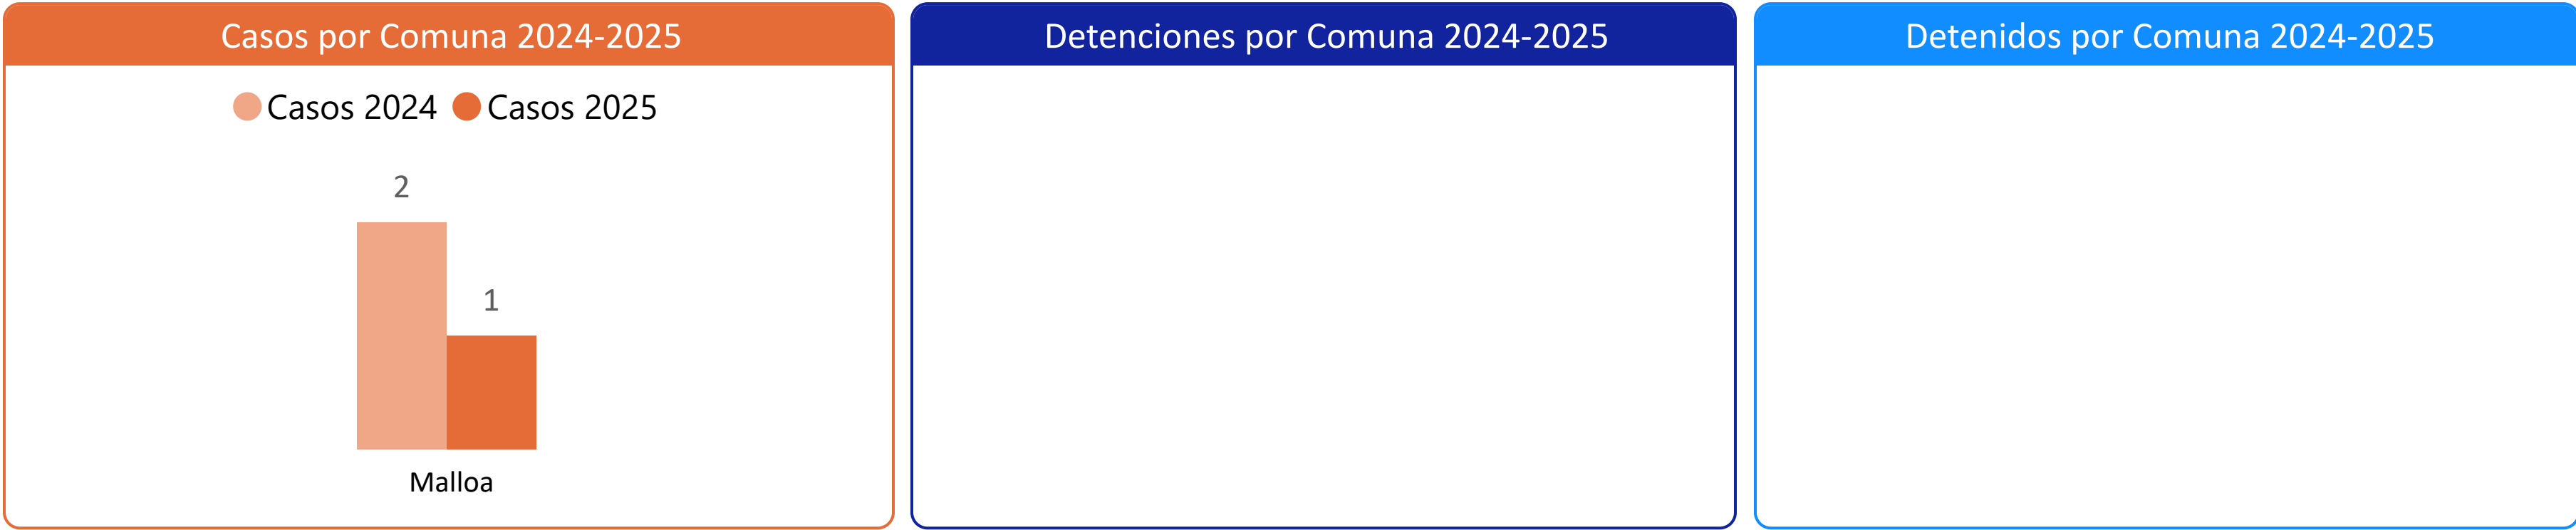 Casos por Comuna 2024-2025
Casos 2024 Casos 2025
2
1
Malloa
Detenciones por Comuna 2024-2025
Detenidos por Comuna 2024-2025